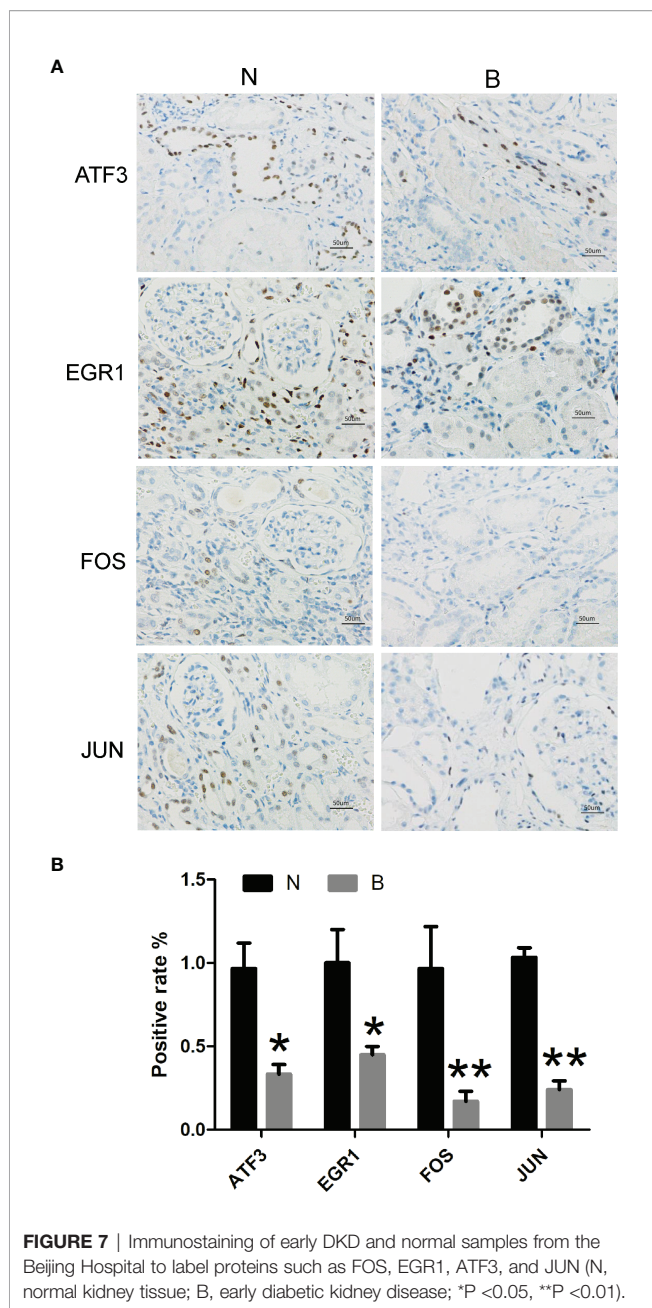 A
N B
ATF3
50um 50um
EGR1
50um 50um
FOS
50um 50um
JUN
50um 50um
B
N B
Positive rate %
1.5
1.0
0.5
0.0
* * ** **
ATF3 EGR1 FOS JUN
FIGURE 7 | Immunostaining of early DKD and normal samples from the
Beijing Hospital to label proteins such as FOS, EGR1, ATF3, and JUN (N,
normal kidney tissue; B, early diabetic kidney disease; *P <0.05, **P <0.01).